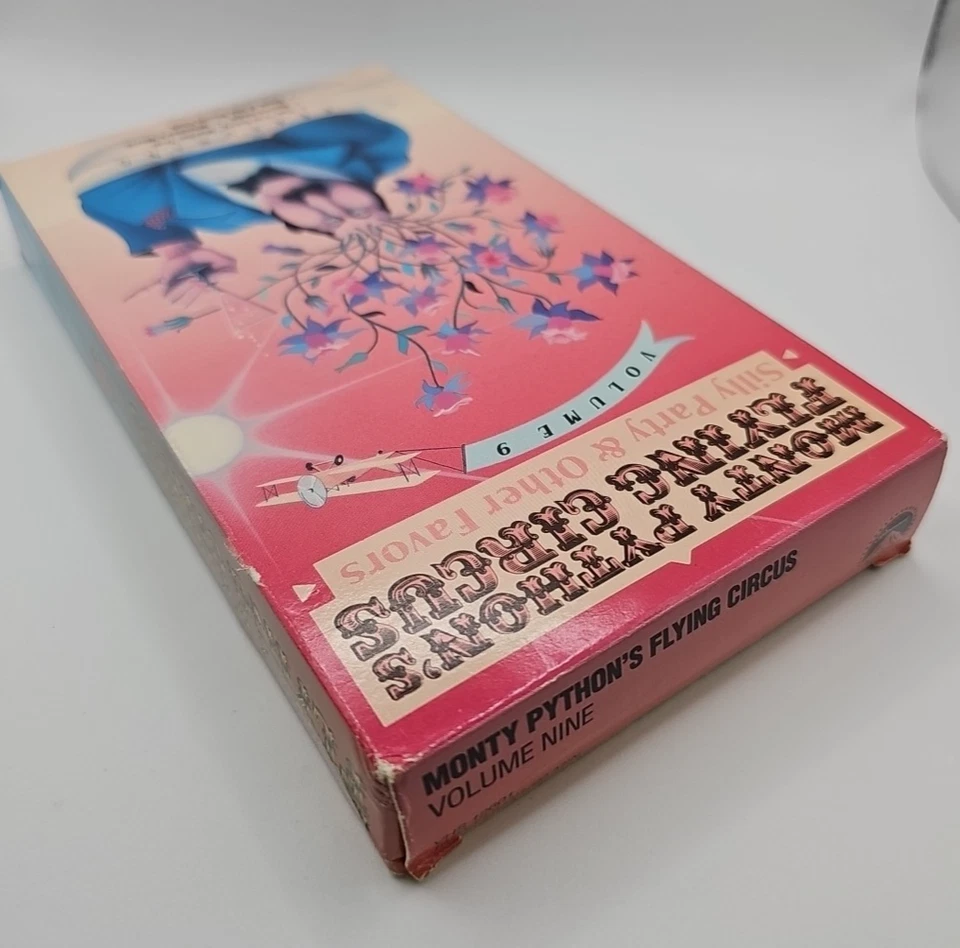 MONTY PYTHON'S
FLYING CIRCUS
Silly Party & Other Favors
VOLUME 9
MONTY PYTHON'S FLYING CIRCUS
VOLUME NINE